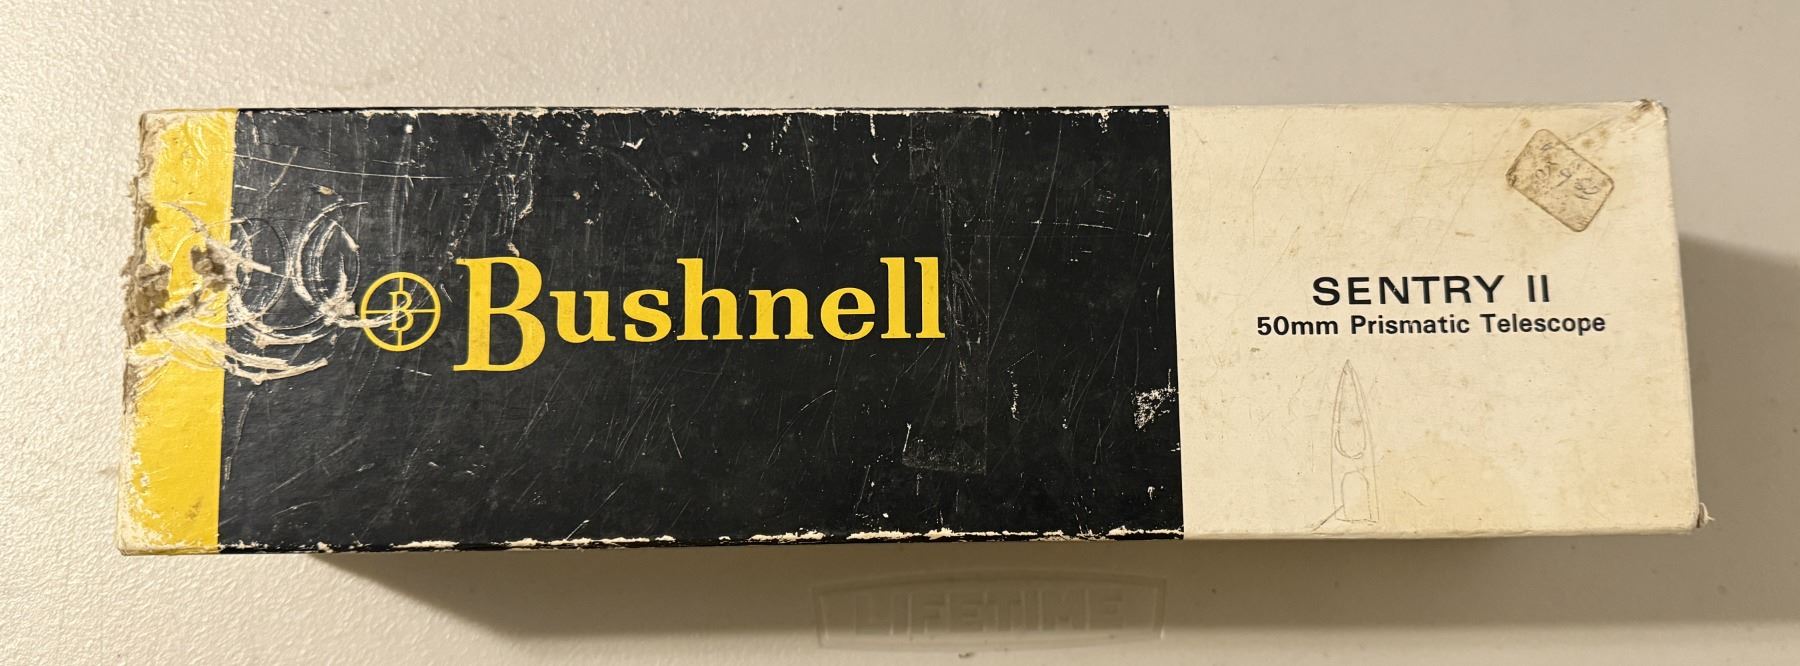 B Bushnell
SENTRY II
50mm Prismatic Telescope
LIFETIME